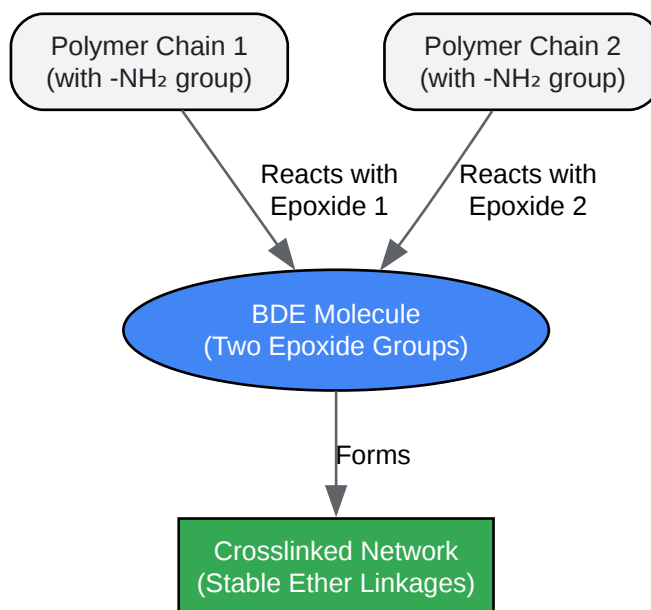 Polymer Chain 1
(with -NH₂ group)
Polymer Chain 2
(with -NH₂ group)
Reacts with
Epoxide 1
Reacts with
Epoxide 2
BDE Molecule
(Two Epoxide Groups)
Forms
Crosslinked Network
(Stable Ether Linkages)